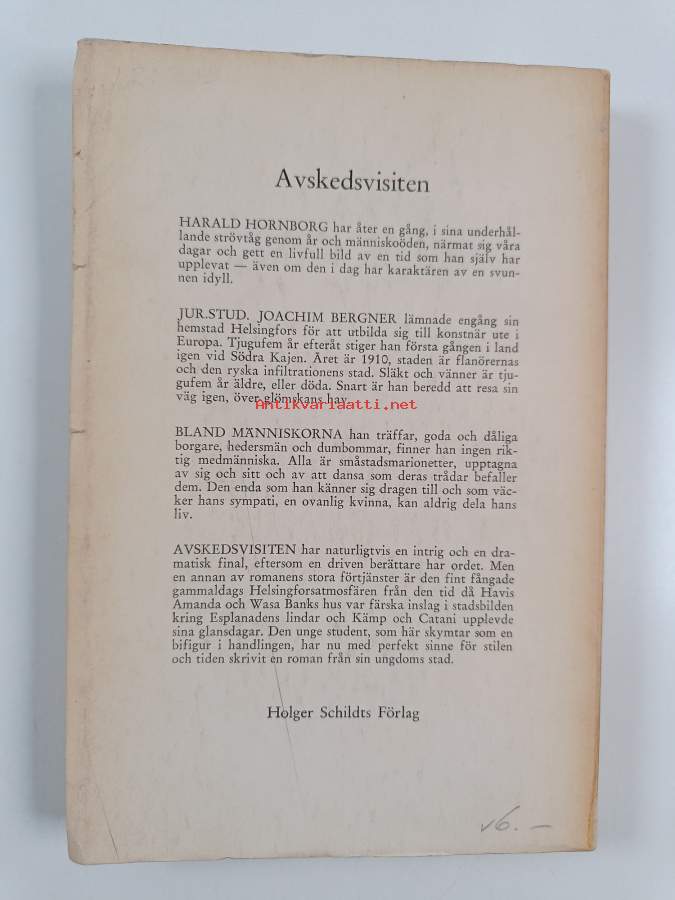 Avskedsvisiten
HARALD HORNBORG har åter en gång, i sina underhål-
lande strövtåg genom år och människoöden, närmat sig våra
dagar och gett en livfull bild av en tid som han själv har
upplevat — även om den i dag har karaktären av en svun-
nen idyll.
JUR.STUD. JOACHIM BERGNER lämnade engång sin
hemstad Helsingfors för att utbilda sig till konstnär ute i
Europa. Tjugufem år efteråt stiger han första gången i land
igen vid Södra Kajen. Året är 1910, staden är flanörernas
och den ryska infiltrationens stad. Släkt och vänner är tju-
gufem år äldre, eller döda. Snart är han beredd att resa sin
väg igen, över glömskans hav.
Antikvariaatti.net
BLAND MÄNNISKORNA han träffar, goda och dåliga
borgare, hedersmän och dumbommar, finner han ingen rik-
tig medmänniska. Alla är småstadsmarionetter, upptagna
av sig och sitt och av att dansa som deras trådar befaller
dem. Den enda som han känner sig dragen till och som väc-
ker hans sympati, en ovanlig kvinna, kan aldrig dela hans
liv.
AVSKEDSVISITEN har naturligtvis en intrig och en dra-
matisk final, eftersom en driven berättare har ordet. Men
en annan av romanens stora förtjänster är den fint fångade
gammaldags Helsingforsatmosfären från den tid då Havis
Amanda och Wasa Banks hus var färska inslag i stadsbilden
kring Esplanadens lindar och Kämp och Catani upplevde
sina glansdagar. Den unge student, som här skymtar som en
bifigur i handlingen, har nu med perfekt sinne för stilen
och tiden skrivit en roman från sin ungdoms stad.
Holger Schildts Förlag
v6.–